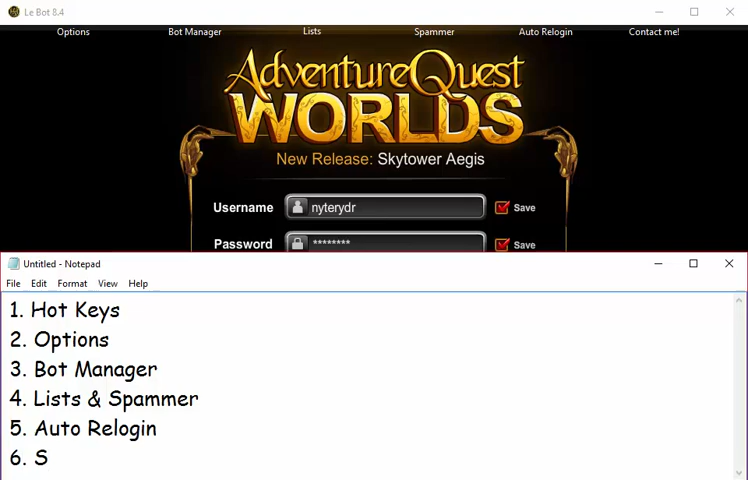 Le Bot 8.4
Options Bot Manager Lists Spammer Auto Relogin Contact me!
AdventureQuest
WORLDS
New Release: Skytower Aegis
Username nyterydr Save
Password ******** Save
Untitled - Notepad
File Edit Format View Help
1. Hot Keys
2. Options
3. Bot Manager
4. Lists & Spammer
5. Auto Relogin
6. S